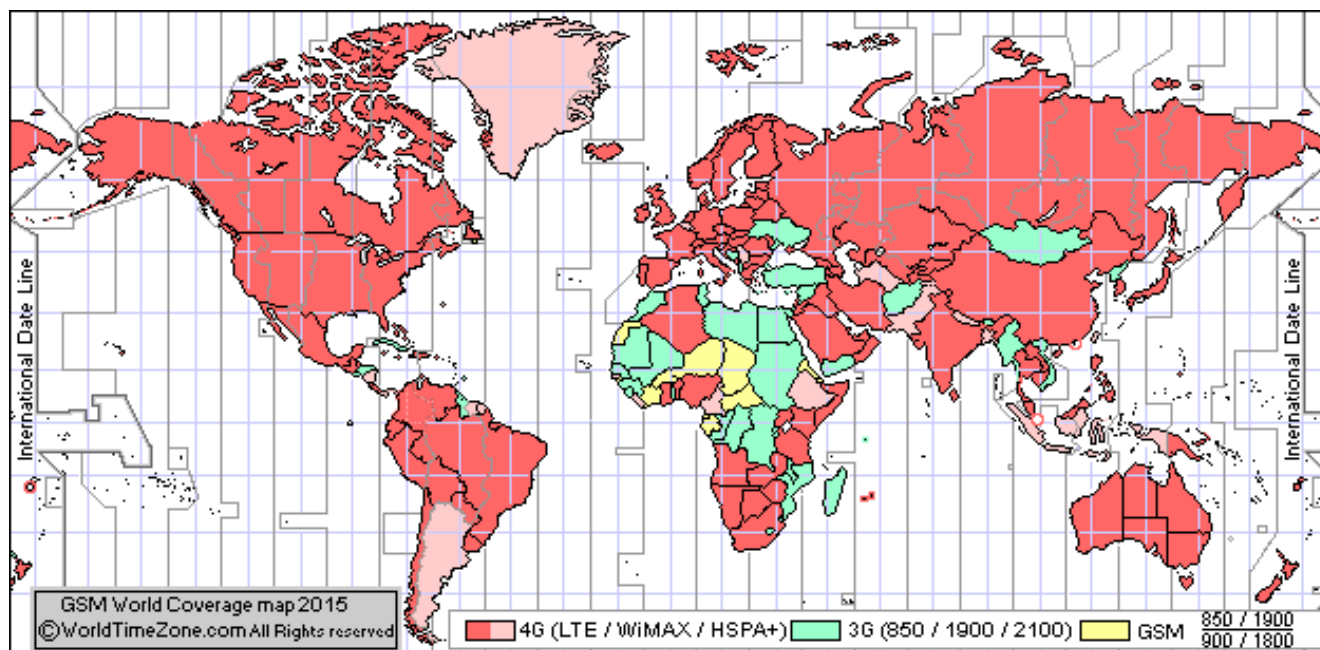 International Date Line
International Date Line
GSM World Coverage map 2015
©WorldTimeZone.com All Rights reserved
4G (LTE / WiMAX / HSPA+)
3G (850 / 1900 / 2100)
GSM
850 / 1900
900 / 1800